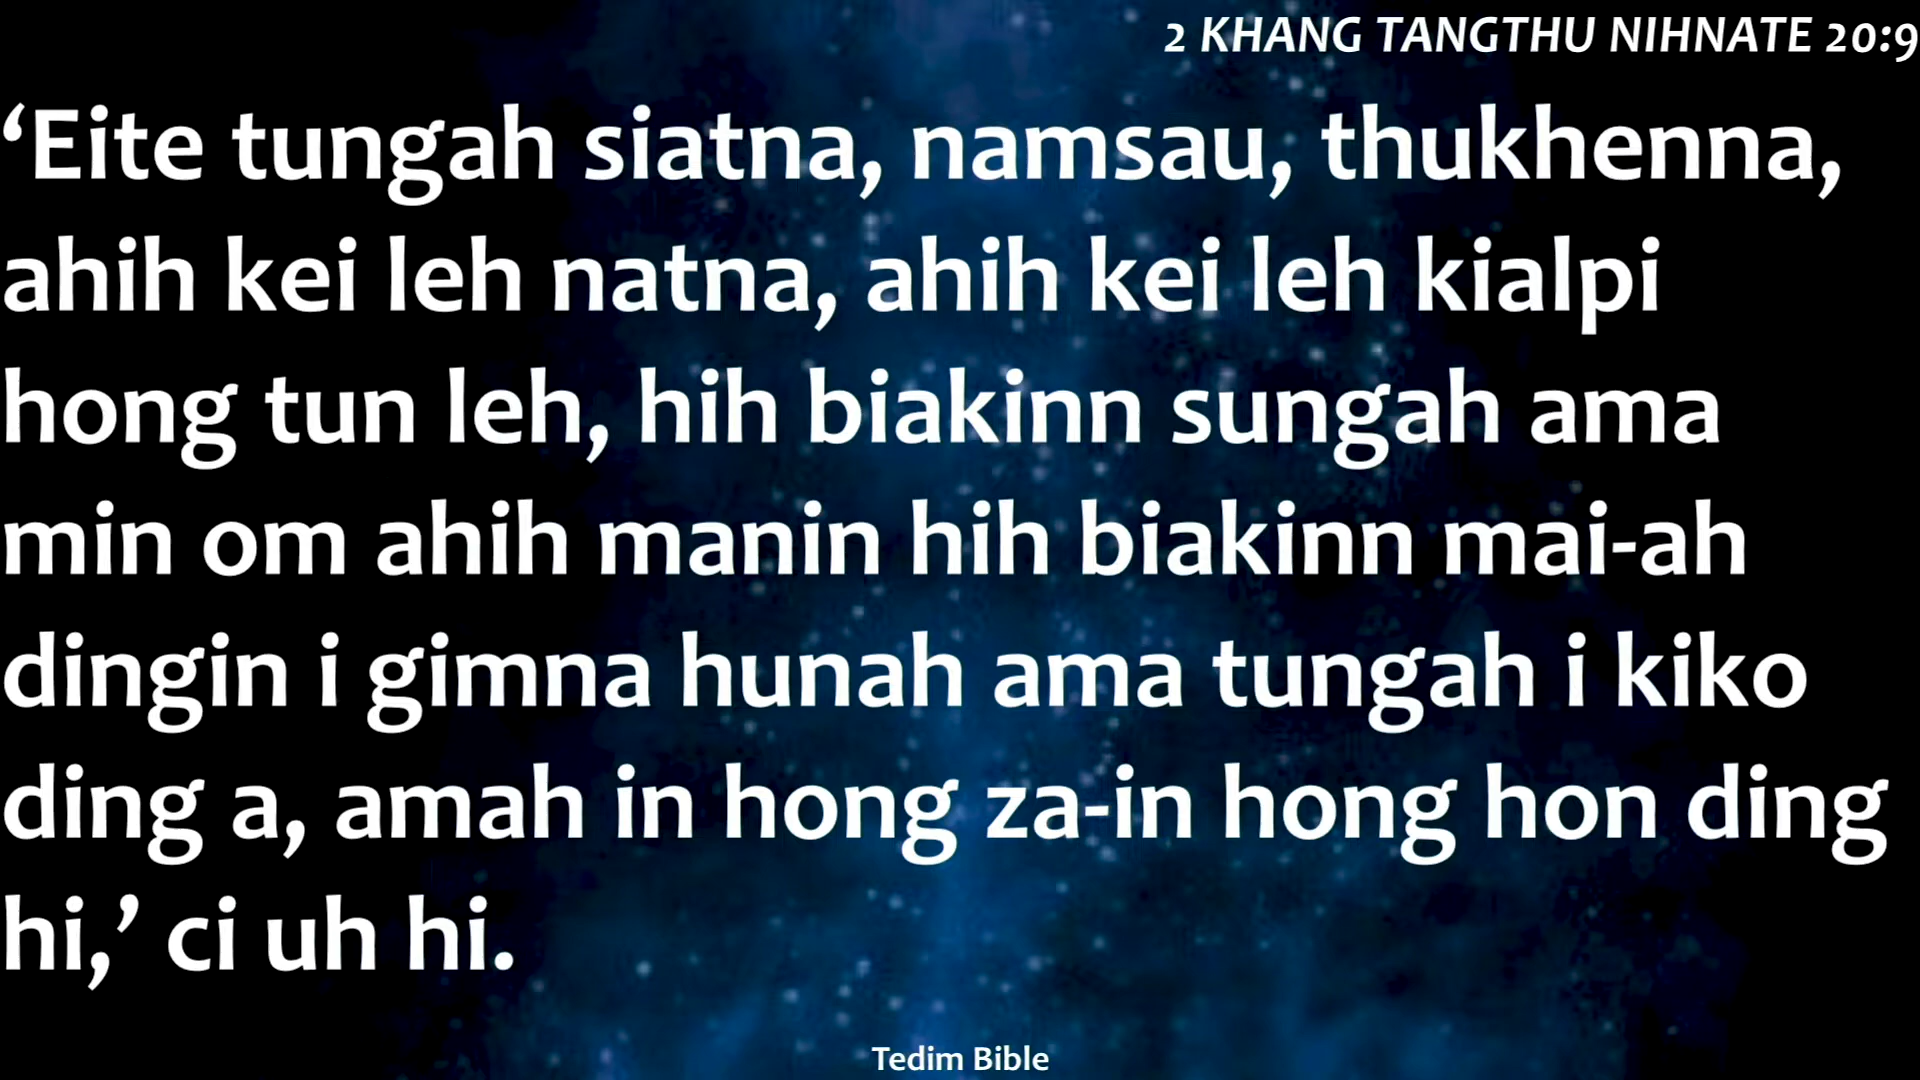 2 KHANG TANGTHU NIHNATE 20:9
‘Eite tungah siatna, namsau, thukhenna,
ahih kei leh natna, ahih kei leh kialpi
hong tun leh, hih biakinn sungah ama
min om ahih manin hih biakinn mai-ah
dingin i gimna hunah ama tungah i kiko
ding a, amah in hong za-in hong hon ding
hi,’ ci uh hi.
Tedim Bible